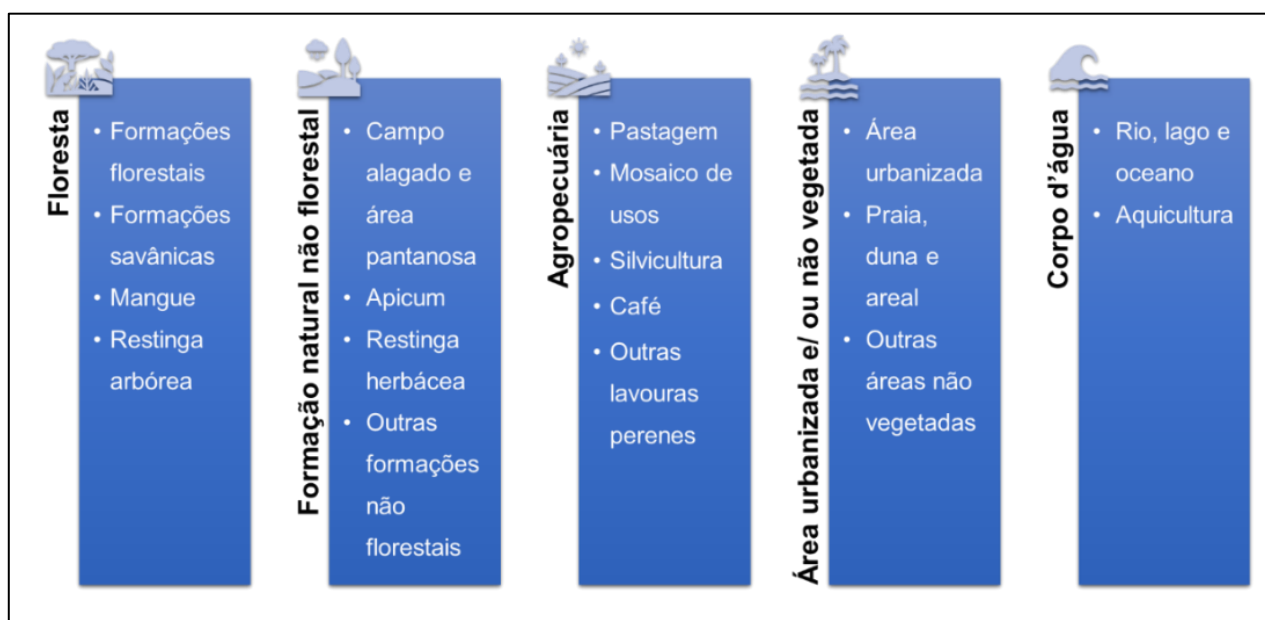 Floresta
• Formações
florestais
• Formações
savânicas
• Mangue
• Restinga
arbórea
Formação natural não florestal
• Campo
alagado e
área
pantanosa
• Apicum
• Restinga
herbácea
• Outras
formações
não
florestais
Agropecuária
• Pastagem
• Mosaico de
usos
• Silvicultura
• Café
• Outras
lavouras
perenes
Área urbanizada e/ ou não vegetada
• Área
urbanizada
• Praia,
duna e
areal
• Outras
áreas não
vegetadas
Corpo d’água
• Rio, lago e
oceano
• Aquicultura